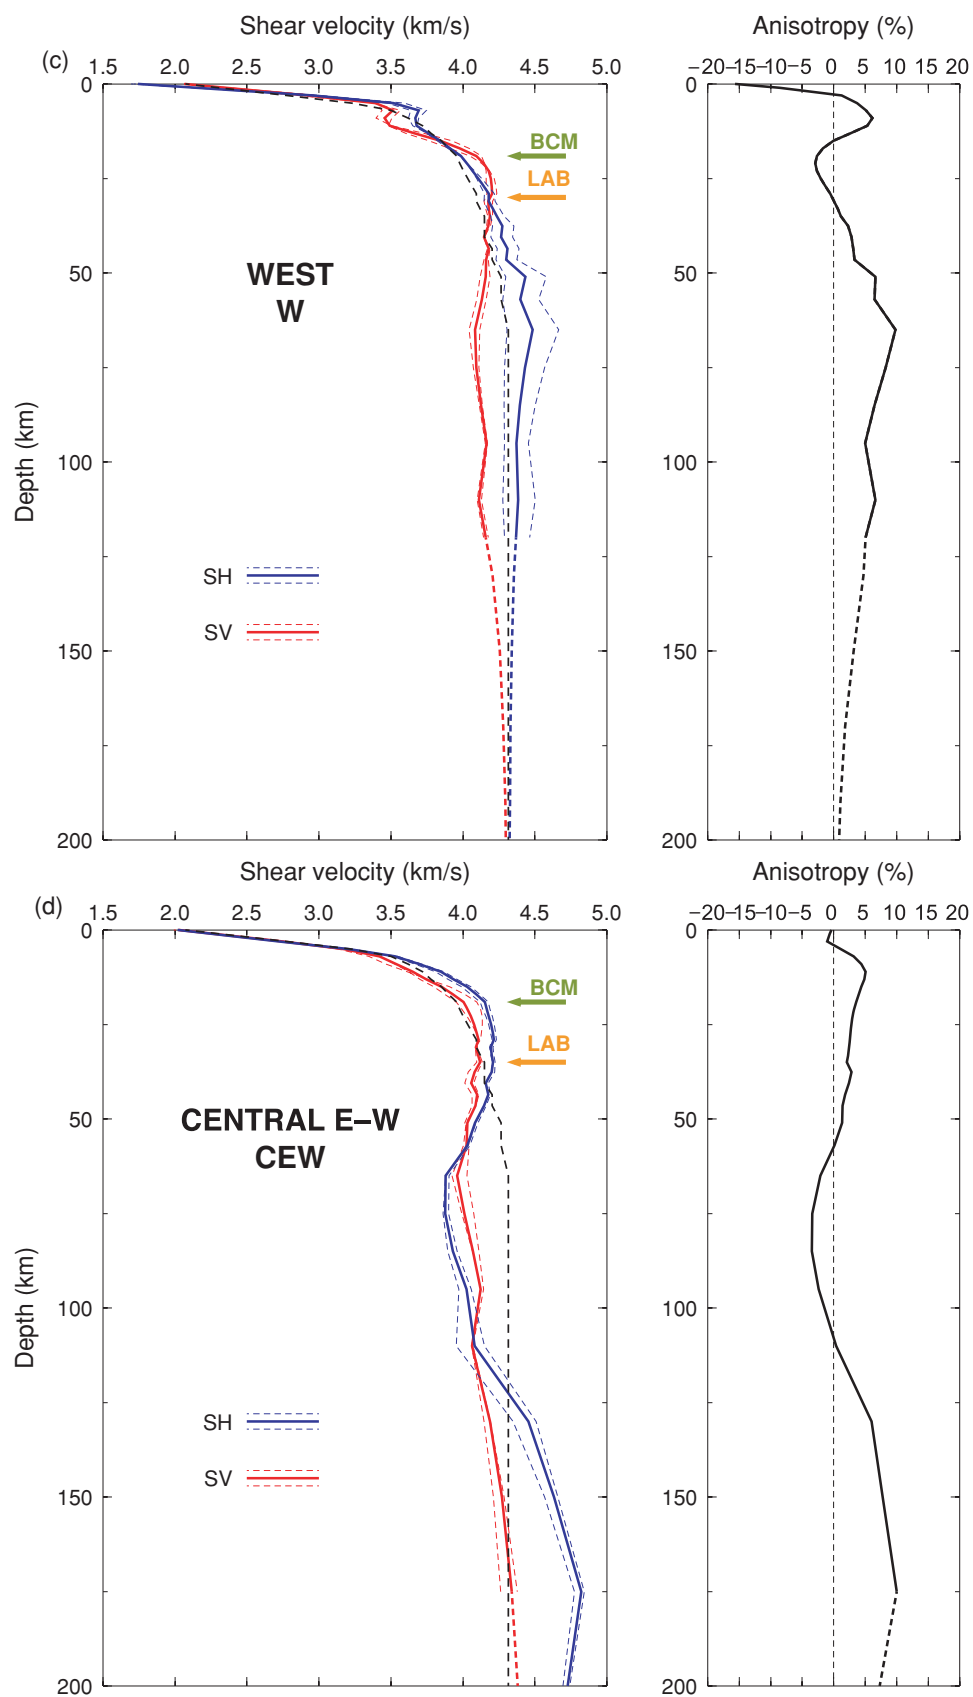 Shear velocity (km/s) Anisotropy (%)
(c) 1.5 2.0 2.5 3.0 3.5 4.0 4.5 5.0 −20−15−10−5 0 5 10 15 20
0 0
BCM
LAB
50 50
WEST
W
Depth (km)
100 100
SH
SV
150 150
200 200
Shear velocity (km/s) Anisotropy (%)
(d) 1.5 2.0 2.5 3.0 3.5 4.0 4.5 5.0 −20−15−10−5 0 5 10 15 20
0 0
BCM
LAB
50 50
CENTRAL E−W
CEW
Depth (km)
100 100
SH
SV
150 150
200 200